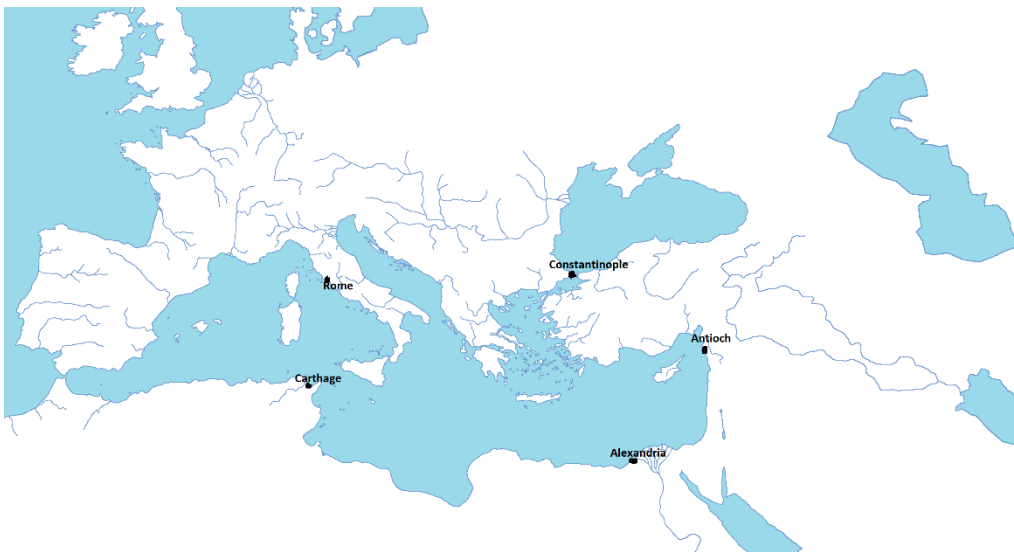 Constantinople
Rome
Antioch
Carthage
Alexandria